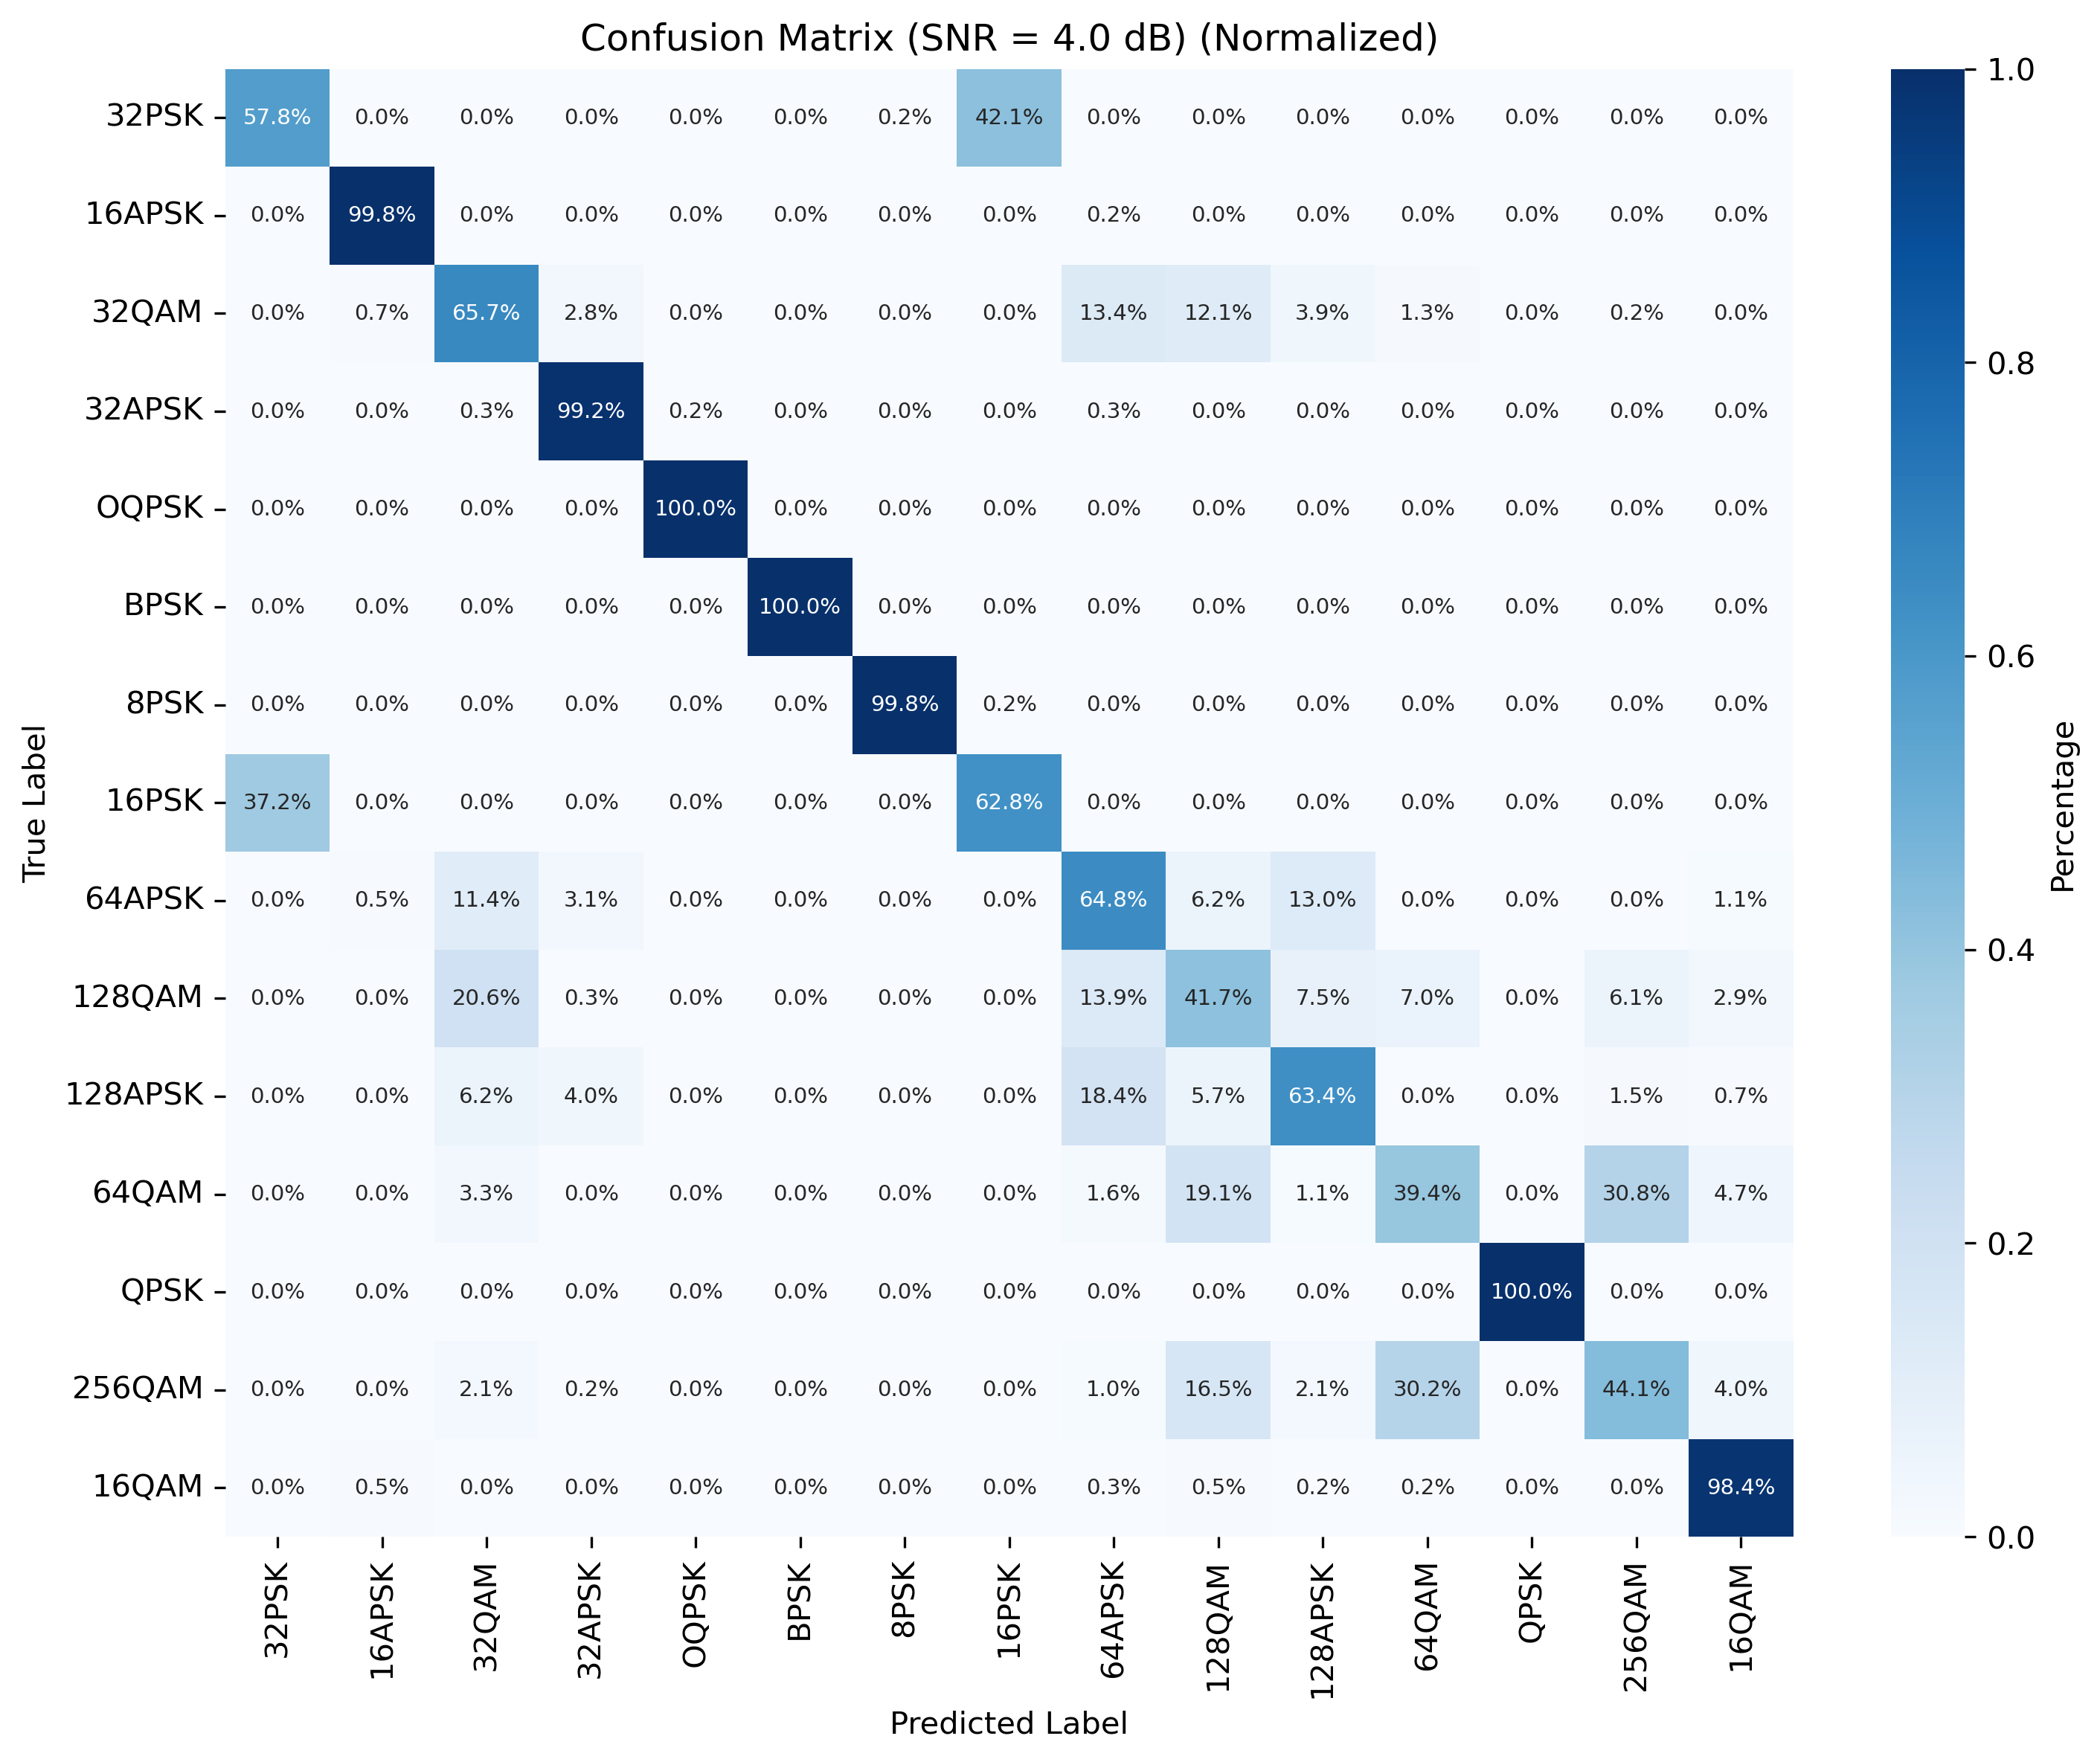 Confusion Matrix (SNR = 4.0 dB) (Normalized)
32PSK 57.8% 0.0% 0.0% 0.0% 0.0% 0.0% 0.2% 42.1% 0.0% 0.0% 0.0% 0.0% 0.0% 0.0% 0.0%
16APSK 0.0% 99.8% 0.0% 0.0% 0.0% 0.0% 0.0% 0.0% 0.2% 0.0% 0.0% 0.0% 0.0% 0.0% 0.0%
32QAM 0.0% 0.7% 65.7% 2.8% 0.0% 0.0% 0.0% 0.0% 13.4% 12.1% 3.9% 1.3% 0.0% 0.2% 0.0%
32APSK 0.0% 0.0% 0.3% 99.2% 0.2% 0.0% 0.0% 0.0% 0.3% 0.0% 0.0% 0.0% 0.0% 0.0% 0.0%
OQPSK 0.0% 0.0% 0.0% 0.0% 100.0% 0.0% 0.0% 0.0% 0.0% 0.0% 0.0% 0.0% 0.0% 0.0% 0.0%
BPSK 0.0% 0.0% 0.0% 0.0% 0.0% 100.0% 0.0% 0.0% 0.0% 0.0% 0.0% 0.0% 0.0% 0.0% 0.0%
8PSK 0.0% 0.0% 0.0% 0.0% 0.0% 0.0% 99.8% 0.2% 0.0% 0.0% 0.0% 0.0% 0.0% 0.0% 0.0%
16PSK 37.2% 0.0% 0.0% 0.0% 0.0% 0.0% 0.0% 62.8% 0.0% 0.0% 0.0% 0.0% 0.0% 0.0% 0.0%
64APSK 0.0% 0.5% 11.4% 3.1% 0.0% 0.0% 0.0% 0.0% 64.8% 6.2% 13.0% 0.0% 0.0% 0.0% 1.1%
128QAM 0.0% 0.0% 20.6% 0.3% 0.0% 0.0% 0.0% 0.0% 13.9% 41.7% 7.5% 7.0% 0.0% 6.1% 2.9%
128APSK 0.0% 0.0% 6.2% 4.0% 0.0% 0.0% 0.0% 0.0% 18.4% 5.7% 63.4% 0.0% 0.0% 1.5% 0.7%
64QAM 0.0% 0.0% 3.3% 0.0% 0.0% 0.0% 0.0% 0.0% 1.6% 19.1% 1.1% 39.4% 0.0% 30.8% 4.7%
QPSK 0.0% 0.0% 0.0% 0.0% 0.0% 0.0% 0.0% 0.0% 0.0% 0.0% 0.0% 0.0% 100.0% 0.0% 0.0%
256QAM 0.0% 0.0% 2.1% 0.2% 0.0% 0.0% 0.0% 0.0% 1.0% 16.5% 2.1% 30.2% 0.0% 44.1% 4.0%
16QAM 0.0% 0.5% 0.0% 0.0% 0.0% 0.0% 0.0% 0.0% 0.3% 0.5% 0.2% 0.2% 0.0% 0.0% 98.4%
32PSK 16APSK 32QAM 32APSK OQPSK BPSK 8PSK 16PSK 64APSK 128QAM 128APSK 64QAM QPSK 256QAM 16QAM
Predicted Label
True Label
1.0
0.8
0.6
0.4
0.2
0.0
Percentage